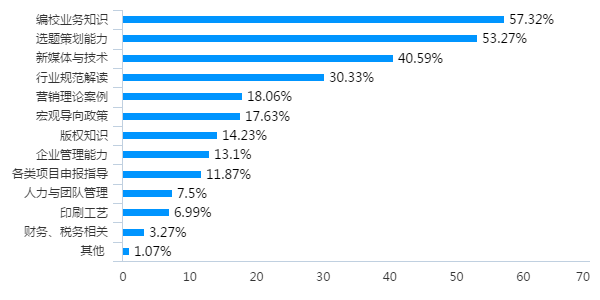 编校业务知识 57.32%
选题策划能力 53.27%
新媒体与技术 40.59%
行业规范解读 30.33%
营销理论案例 18.06%
宏观导向政策 17.63%
版权知识 14.23%
企业管理能力 13.1%
各类项目申报指导 11.87%
人力与团队管理 7.5%
印刷工艺 6.99%
财务、税务相关 3.27%
其他 1.07%
0 10 20 30 40 50 60 70